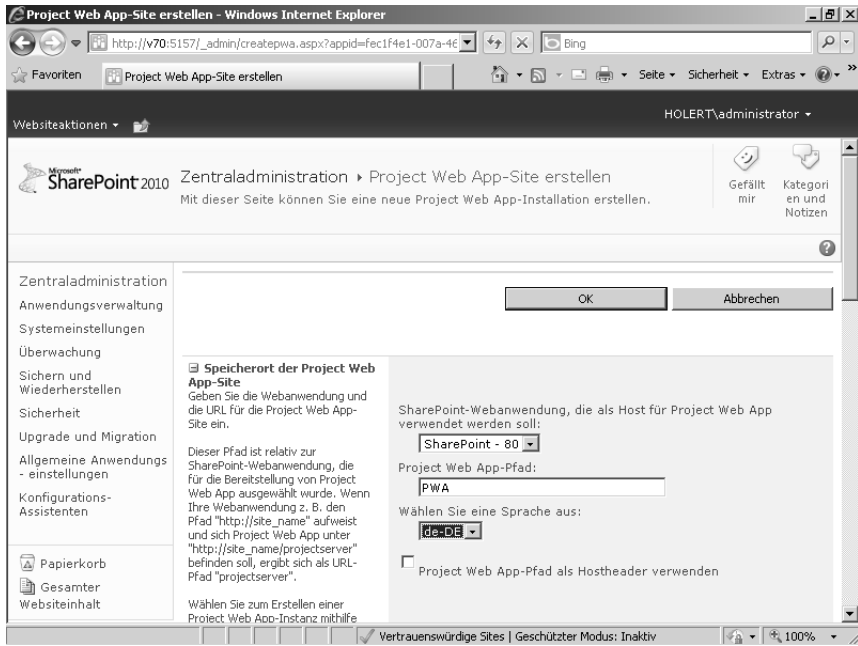 Project Web App-Site erstellen - Windows Internet Explorer
http://v70:5157/_admin/createpwa.aspx?appid=fec1f4e1-007a-46
Bing
Favoriten
Project Web App-Site erstellen
Seite
Sicherheit
Extras
»
Websiteaktionen
HOLERT\administrator
Microsoft
SharePoint 2010
Zentraladministration
Project Web App-Site erstellen
Mit dieser Seite können Sie eine neue Project Web App-Installation erstellen.
Gefällt
mir
Kategori
en und
Notizen
Zentraladministration
Anwendungsverwaltung
Systemeinstellungen
Überwachung
Sichern und
Wiederherstellen
Sicherheit
Upgrade und Migration
Allgemeine Anwendungs
- einstellungen
Konfigurations-
Assistenten
Papierkorb
Gesamter
Websiteinhalt
OK
Abbrechen
Speicherort der Project Web
App-Site
Geben Sie die Webanwendung und
die URL für die Project Web App-
Site ein.
Dieser Pfad ist relativ zur
SharePoint-Webanwendung, die
für die Bereitstellung von Project
Web App ausgewählt wurde. Wenn
Ihre Webanwendung z. B. den
Pfad "http://site_name" aufweist
und sich Project Web App unter
"http://site_name/projectserver"
befinden soll, ergibt sich als URL-
Pfad "projectserver".
Wählen Sie zum Erstellen einer
Project Web App-Instanz mithilfe
SharePoint-Webanwendung, die als Host für Project Web App
verwendet werden soll:
SharePoint - 80
Project Web App-Pfad:
PWA
Wählen Sie eine Sprache aus:
de-DE
Project Web App-Pfad als Hostheader verwenden
Vertrauenswürdige Sites | Geschützter Modus: Inaktiv
100%